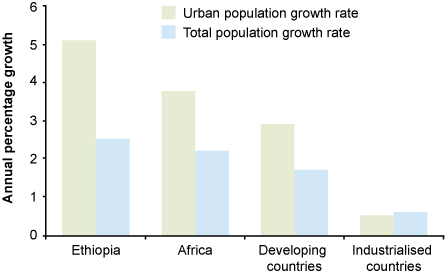 Urban population growth rate
Total population growth rate
Annual percentage growth
6
5
4
3
2
1
0
Ethiopia
Africa
Developing
countries
Industrialised
countries